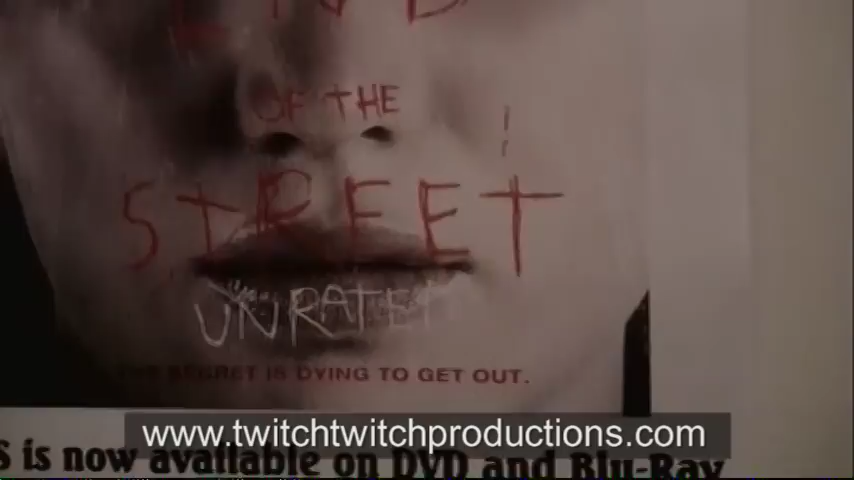 OF THE
STREET
UNRATED
SECRET IS DYING TO GET OUT.
www.twitchtwitchproductions.com
S is now available on DVD and Blu-Ray